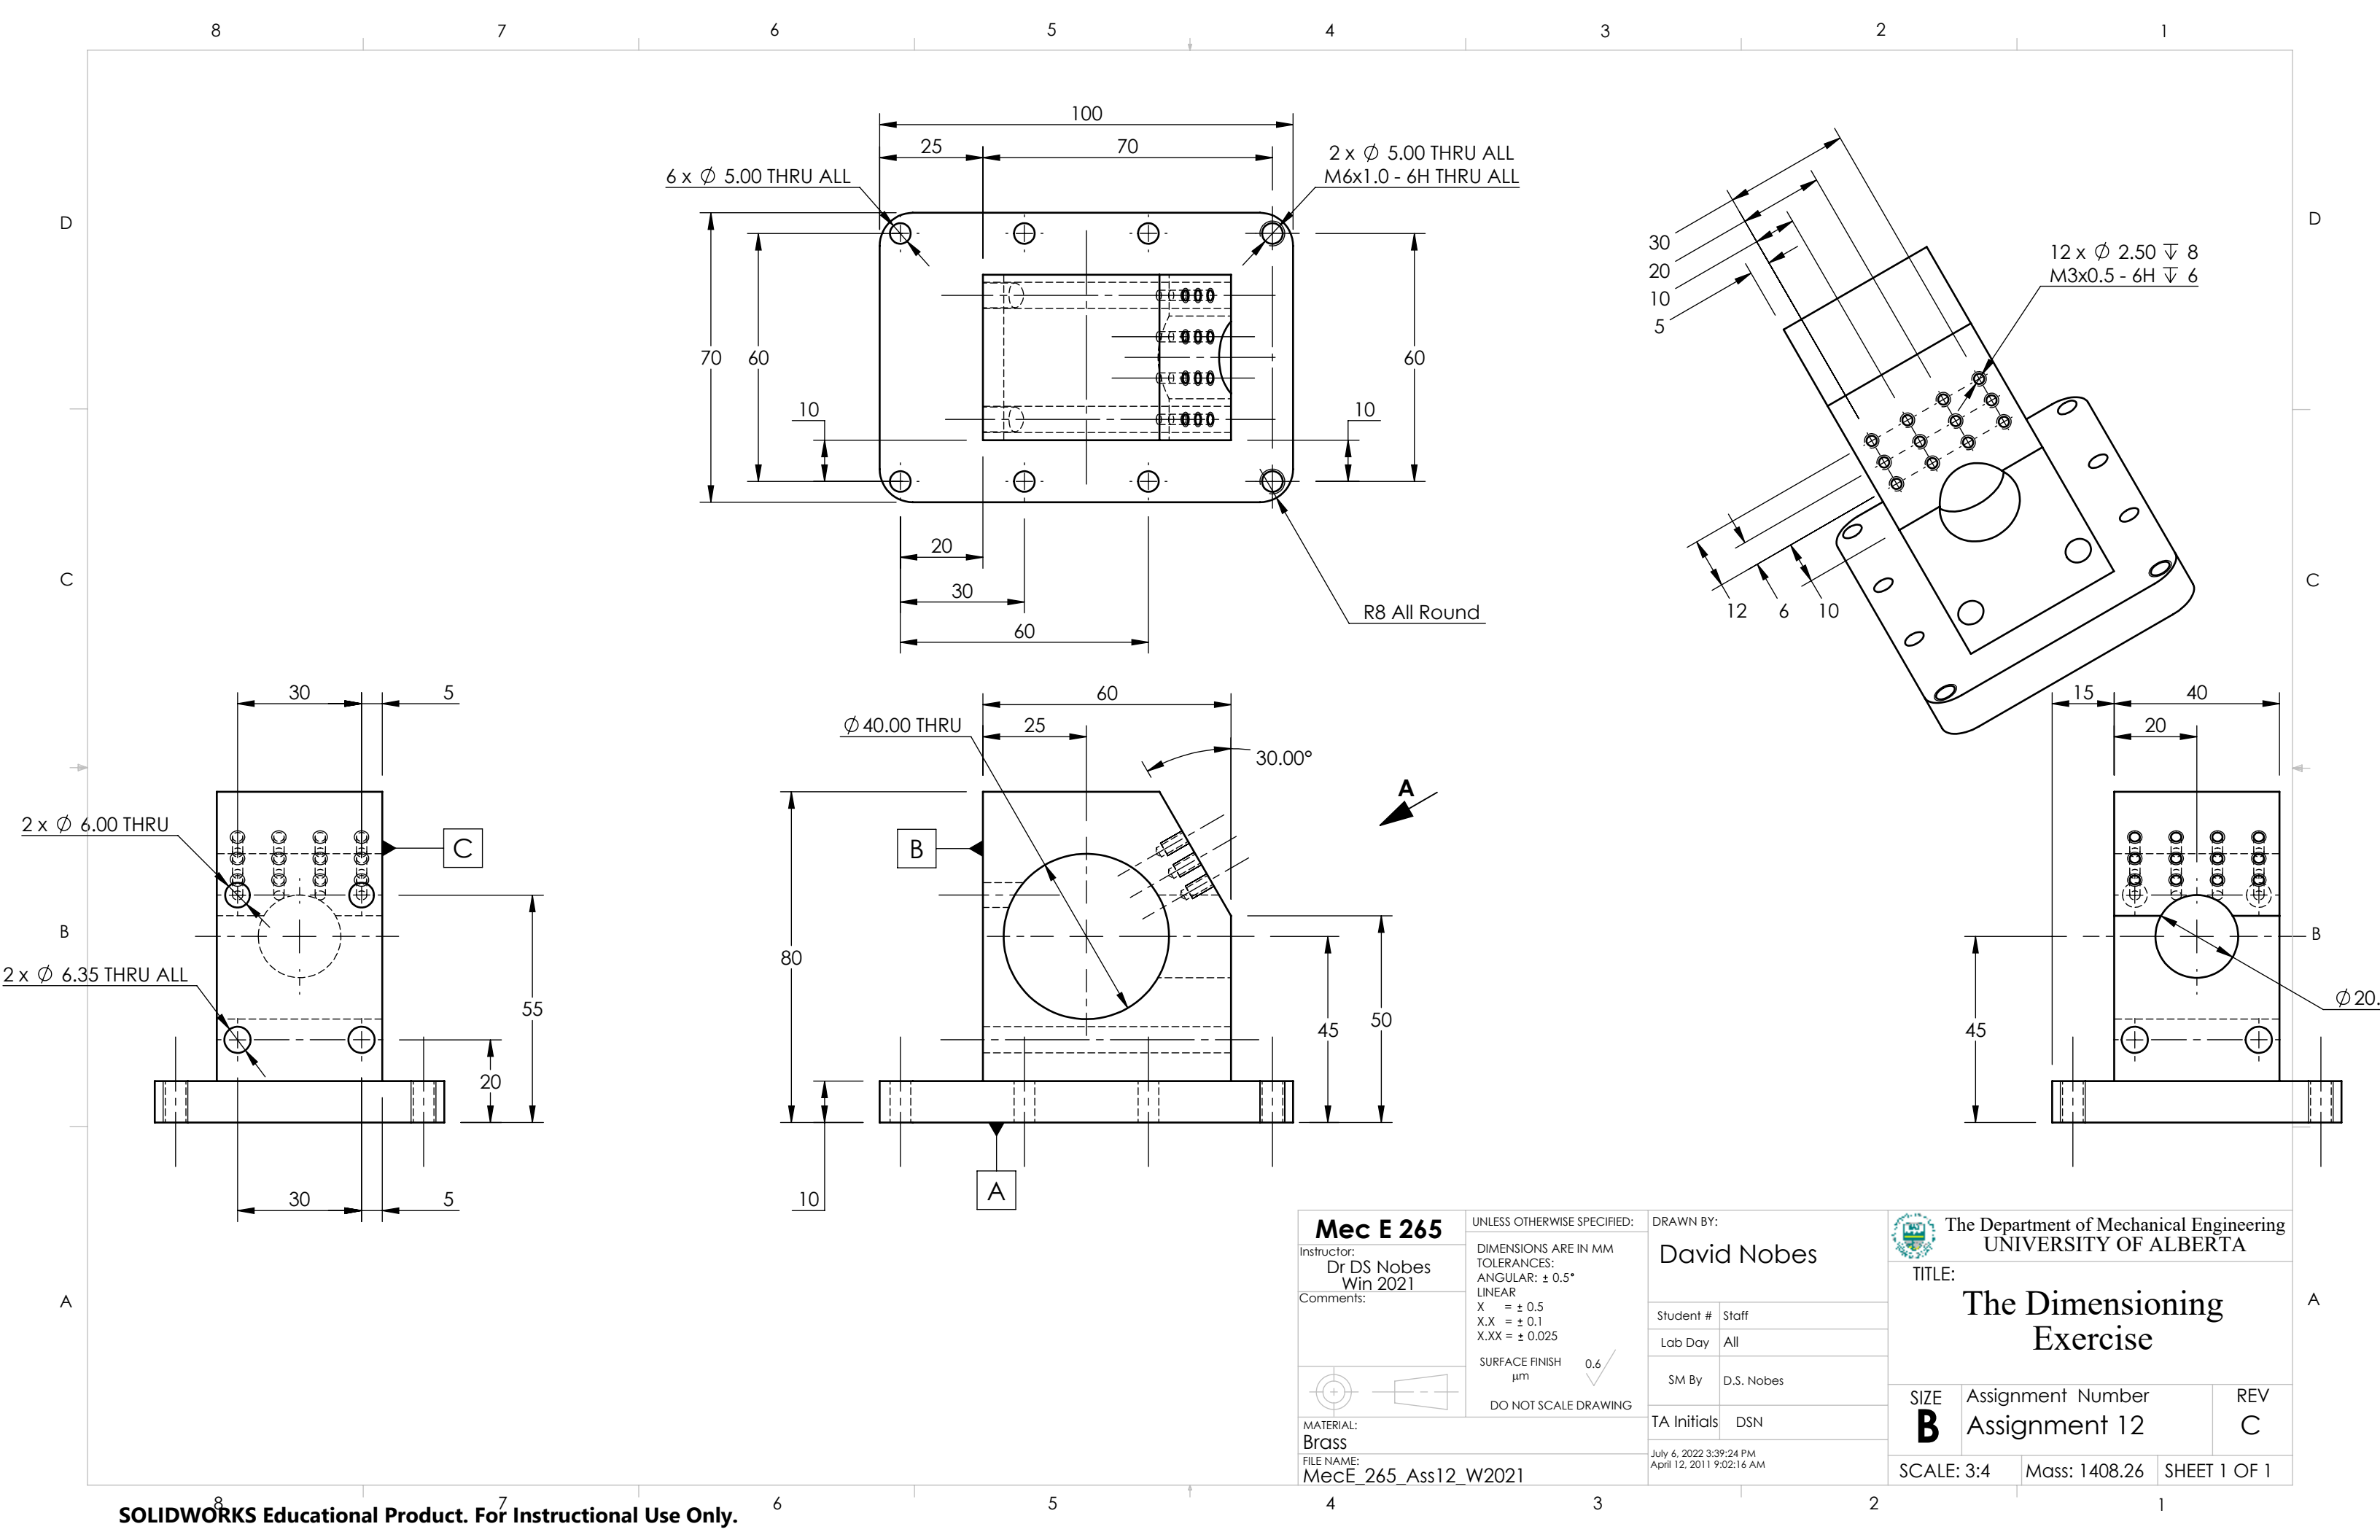 8 7 6 5 4 3 2 1
D
D
100
25
70
6 x ∅ 5.00 THRU ALL
2 x ∅ 5.00 THRU ALL
M6x1.0 - 6H THRU ALL
70
60
60
10
10
20
30
60
R8 All Round
30
20
10
5
12 x ∅ 2.50 ↧ 8
M3x0.5 - 6H ↧ 6
12
6
10
C
C
30
5
2 x ∅ 6.00 THRU
C
2 x ∅ 6.35 THRU ALL
55
20
30
5
60
∅40.00 THRU
25
30.00°
A
B
80
45
50
10
A
15
40
20
45
∅20.
B
B
A
A
Mec E 265
Instructor:
Dr DS Nobes
Win 2021
Comments:
UNLESS OTHERWISE SPECIFIED:
DIMENSIONS ARE IN MM
TOLERANCES:
ANGULAR: ± 0.5°
LINEAR
X = ± 0.5
X.X = ± 0.1
X.XX = ± 0.025
SURFACE FINISH 0.6
µm
DO NOT SCALE DRAWING
MATERIAL:
Brass
FILE NAME:
MecE_265_Ass12_W2021
DRAWN BY:
David Nobes
Student # Staff
Lab Day All
SM By D.S. Nobes
TA Initials DSN
July 6, 2022 3:39:24 PM
April 12, 2011 9:02:16 AM
The Department of Mechanical Engineering
UNIVERSITY OF ALBERTA
TITLE:
The Dimensioning
Exercise
SIZE
B
Assignment Number
Assignment 12
REV
C
SCALE: 3:4
Mass: 1408.26
SHEET 1 OF 1
8 7 6 5 4 3 2 1
SOLIDWORKS Educational Product. For Instructional Use Only.